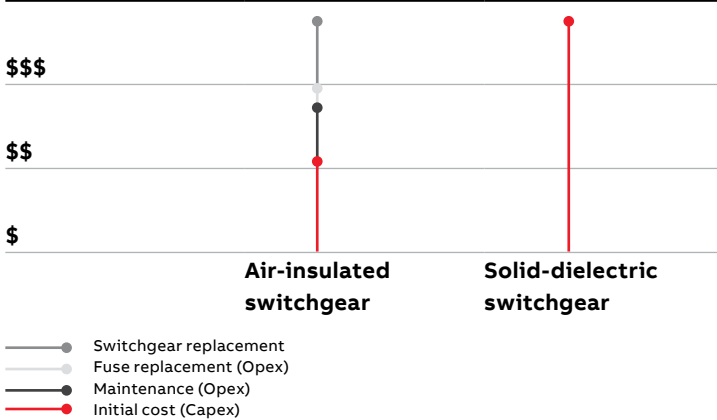 $$$
$$
$
Air-insulated
switchgear
Solid-dielectric
switchgear
Switchgear replacement
Fuse replacement (Opex)
Maintenance (Opex)
Initial cost (Capex)